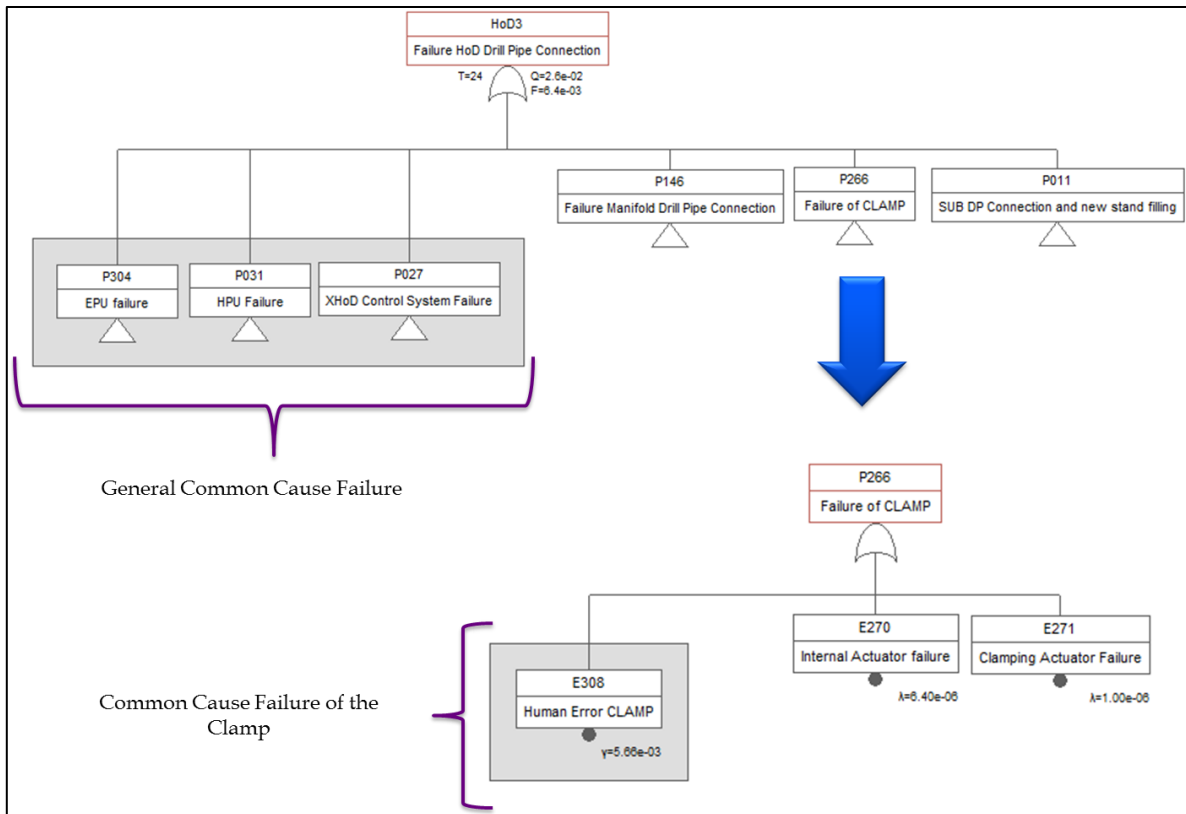 HoD3
Failure HoD Drill Pipe Connection
T=24 Q=2.6e-02
F=6.4e-03
P146
Failure Manifold Drill Pipe Connection
P266
Failure of CLAMP
P011
SUB DP Connection and new stand filling
P304
EPU failure
P031
HPU Failure
P027
XHoD Control System Failure
General Common Cause Failure
P266
Failure of CLAMP
E308
Human Error CLAMP
γ=5.66e-03
E270
Internal Actuator failure
λ=6.40e-06
E271
Clamping Actuator Failure
λ=1.00e-06
Common Cause Failure of the
Clamp